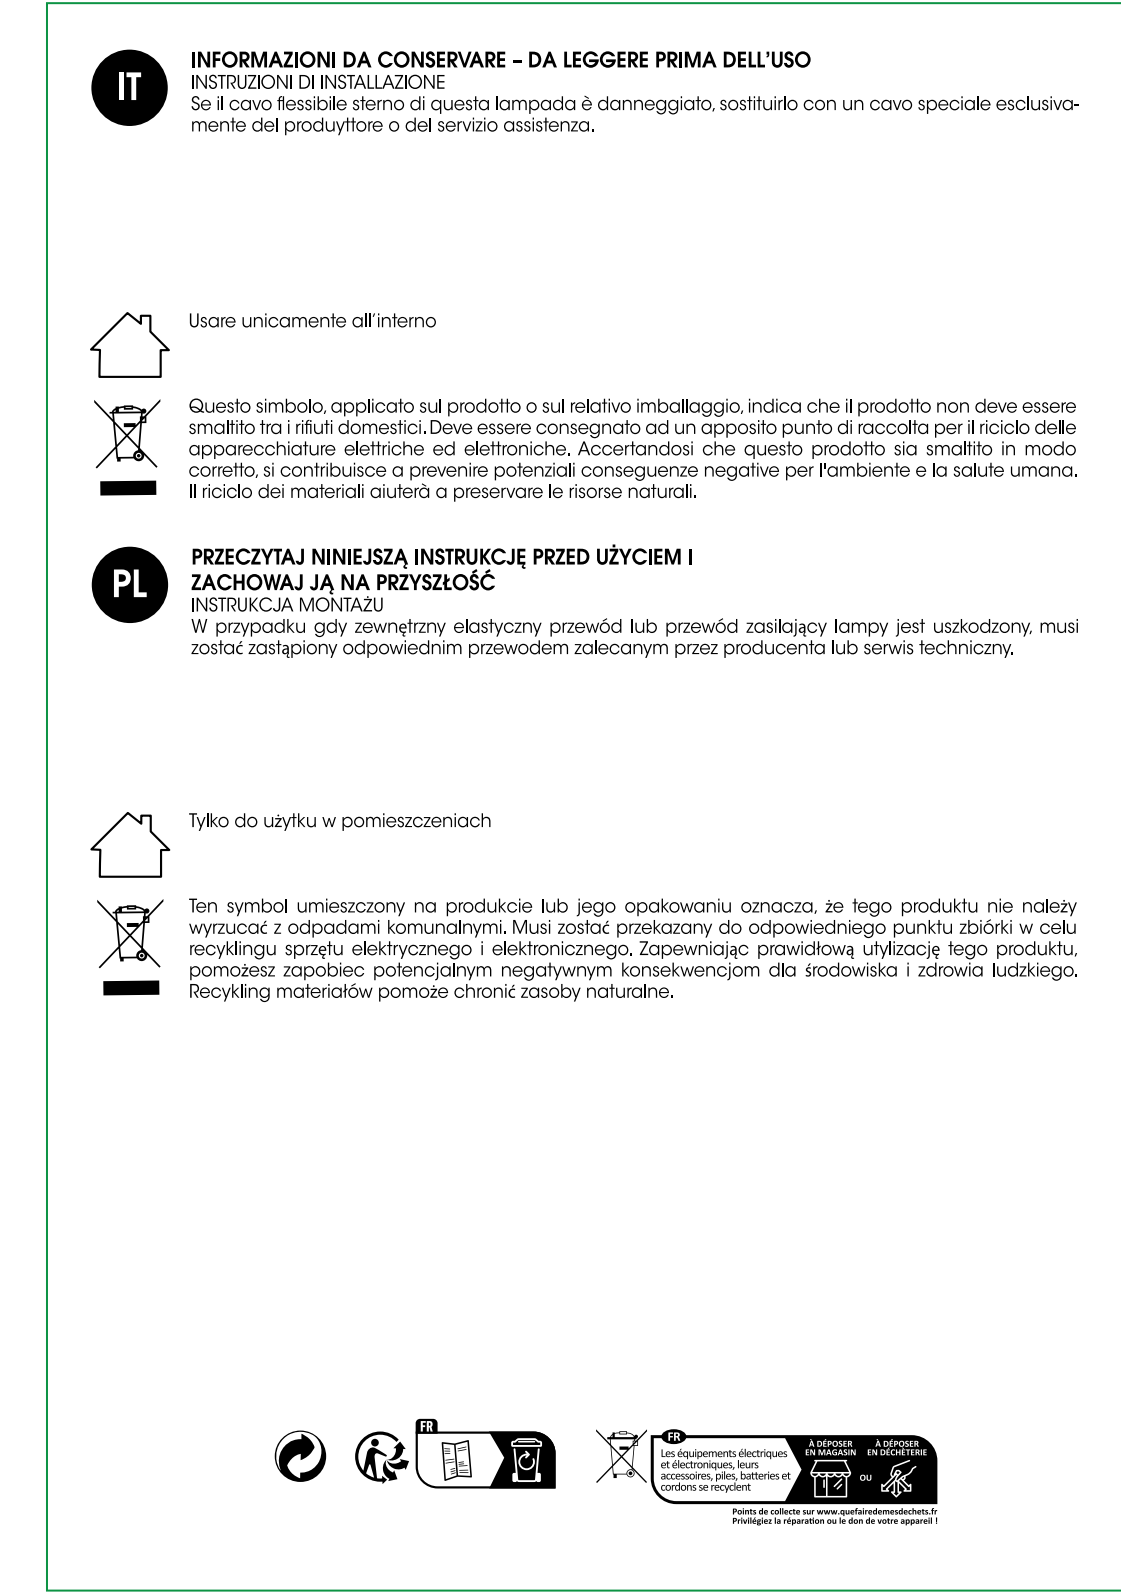 IT
INFORMAZIONI DA CONSERVARE – DA LEGGERE PRIMA DELL'USO
INSTRUZIONI DI INSTALLAZIONE
Se il cavo flessibile sterno di questa lampada è danneggiato, sostituirlo con un cavo speciale esclusiva-
mente del produyttore o del servizio assistenza.
Usare unicamente all'interno
Questo simbolo, applicato sul prodotto o sul relativo imballaggio, indica che il prodotto non deve essere
smaltito tra i rifiuti domestici. Deve essere consegnato ad un apposito punto di raccolta per il riciclo delle
apparecchiature elettriche ed elettroniche. Accertandosi che questo prodotto sia smaltito in modo
corretto, si contribuisce a prevenire potenziali conseguenze negative per l'ambiente e la salute umana.
Il riciclo dei materiali aiuterà a preservare le risorse naturali.
PL
PRZECZYTAJ NINIEJSZĄ INSTRUKCJĘ PRZED UŻYCIEM I
ZACHOWAJ JĄ NA PRZYSZŁOŚĆ
INSTRUKCJA MONTAŻU
W przypadku gdy zewnętrzny elastyczny przewód lub przewód zasilający lampy jest uszkodzony, musi
zostać zastąpiony odpowiednim przewodem zalecanym przez producenta lub serwis techniczny.
Tylko do użytku w pomieszczeniach
Ten symbol umieszczony na produkcie lub jego opakowaniu oznacza, że tego produktu nie należy
wyrzucać z odpadami komunalnymi. Musi zostać przekazany do odpowiedniego punktu zbiórki w celu
recyklingu sprzętu elektrycznego i elektronicznego. Zapewniając prawidłową utylizację tego produktu,
pomożesz zapobiec potencjalnym negatywnym konsekwencjom dla środowiska i zdrowia ludzkiego.
Recykling materiałów pomoże chronić zasoby naturalne.
FR
FR
Les équipements électriques
et électroniques, leurs
accessoires, piles, batteries et
cordons se recyclent
À DÉPOSER
EN MAGASIN
OU
À DÉPOSER
EN DÉCHÈTERIE
Points de collecte sur www.quefairedemesdechets.fr
Privilégiez la réparation ou le don de votre appareil !